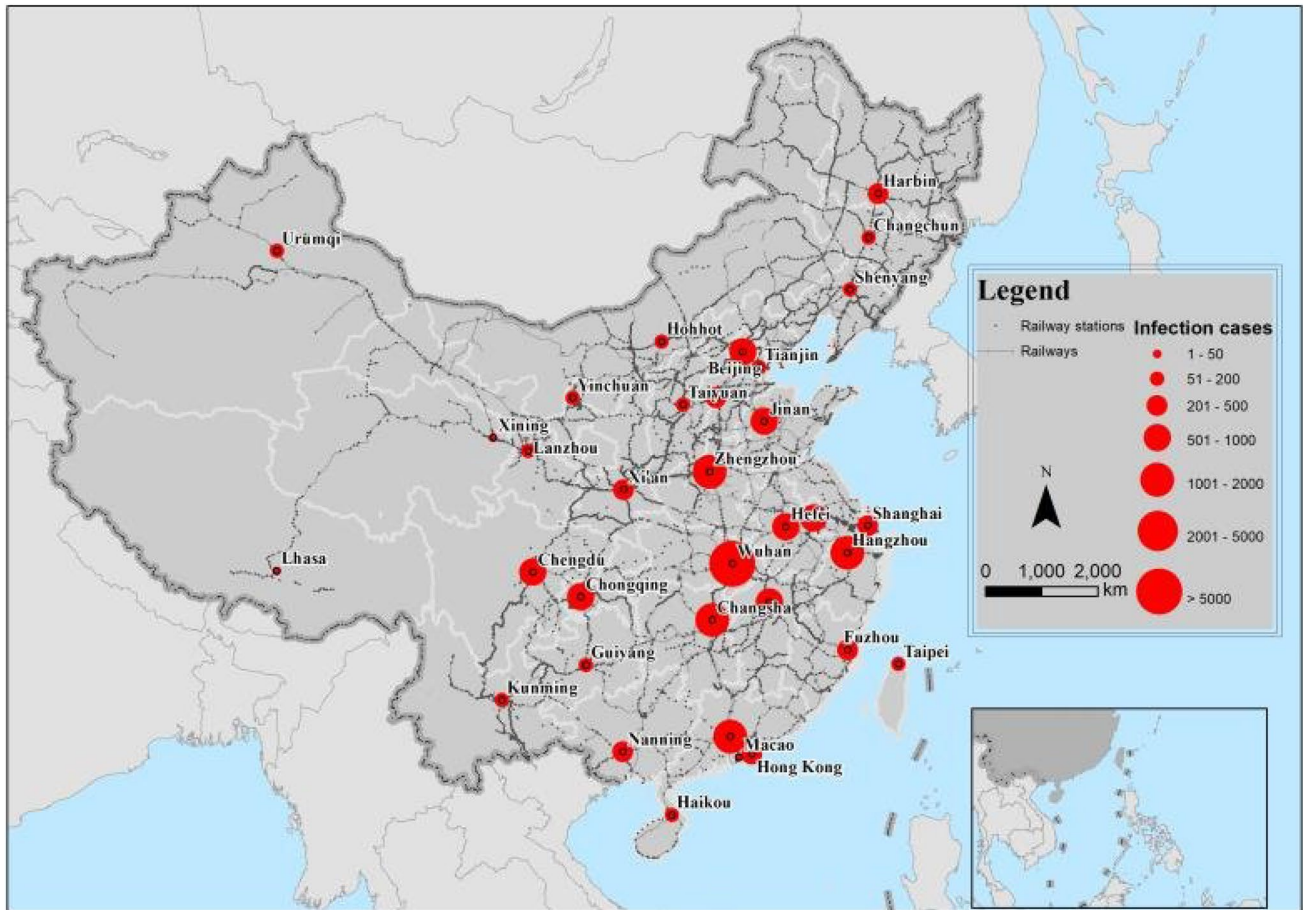 Harbin
Changchun
Urümqi
Shenyang
Hohhot
Tianjin
Beijing
Yinchuan
Taiyuan
Jinan
Xining
Lanzhou
Zhengzhou
Xi'an
Hefei
Shanghai
Hangzhou
Wuhan
Lhasa
Chengdu
Chongqing
Changsha
Fuzhou
Taipei
Guiyang
Kunming
Nanning
Macao
Hong Kong
Haikou
Legend
Railway stations
Railways
Infection cases
1 - 50
51 - 200
201 - 500
501 - 1000
1001 - 2000
2001 - 5000
> 5000
N
0 1,000 2,000
km